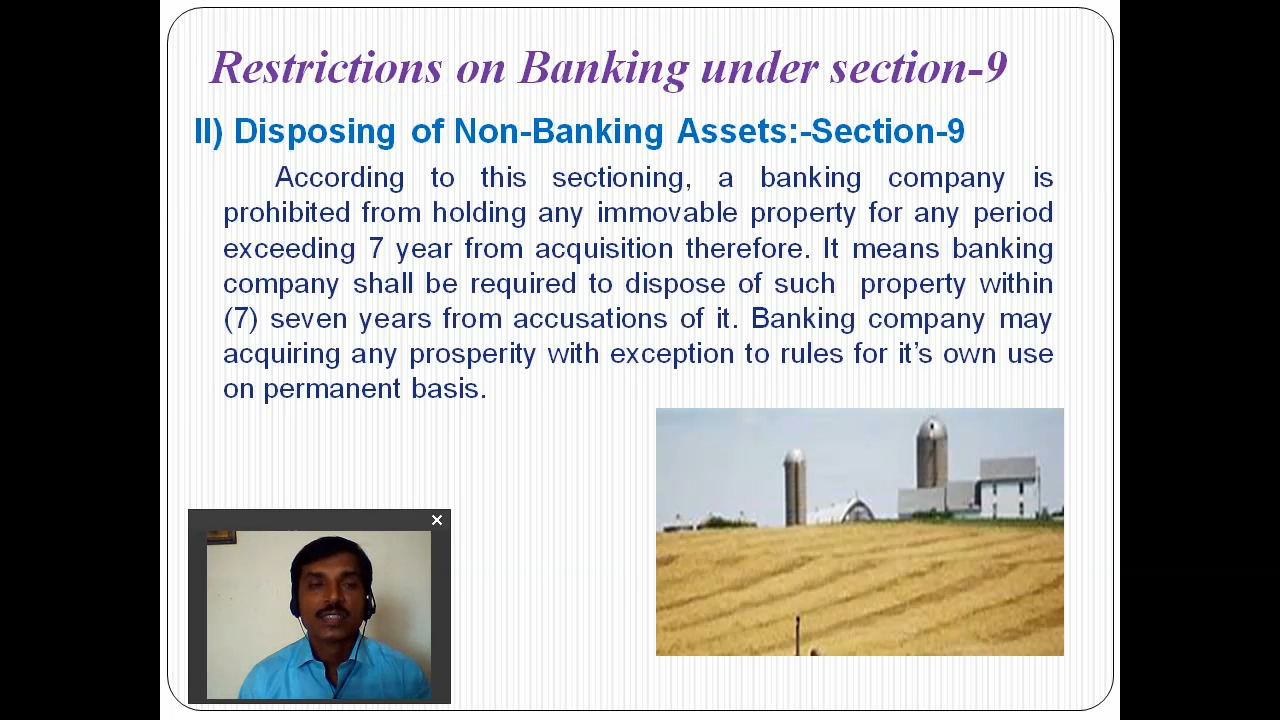 Restrictions on Banking under section-9
II) Disposing of Non-Banking Assets:-Section-9
According to this sectioning, a banking company is
prohibited from holding any immovable property for any period
exceeding 7 year from acquisition therefore. It means banking
company shall be required to dispose of such property within
(7) seven years from accusations of it. Banking company may
acquiring any prosperity with exception to rules for it’s own use
on permanent basis.